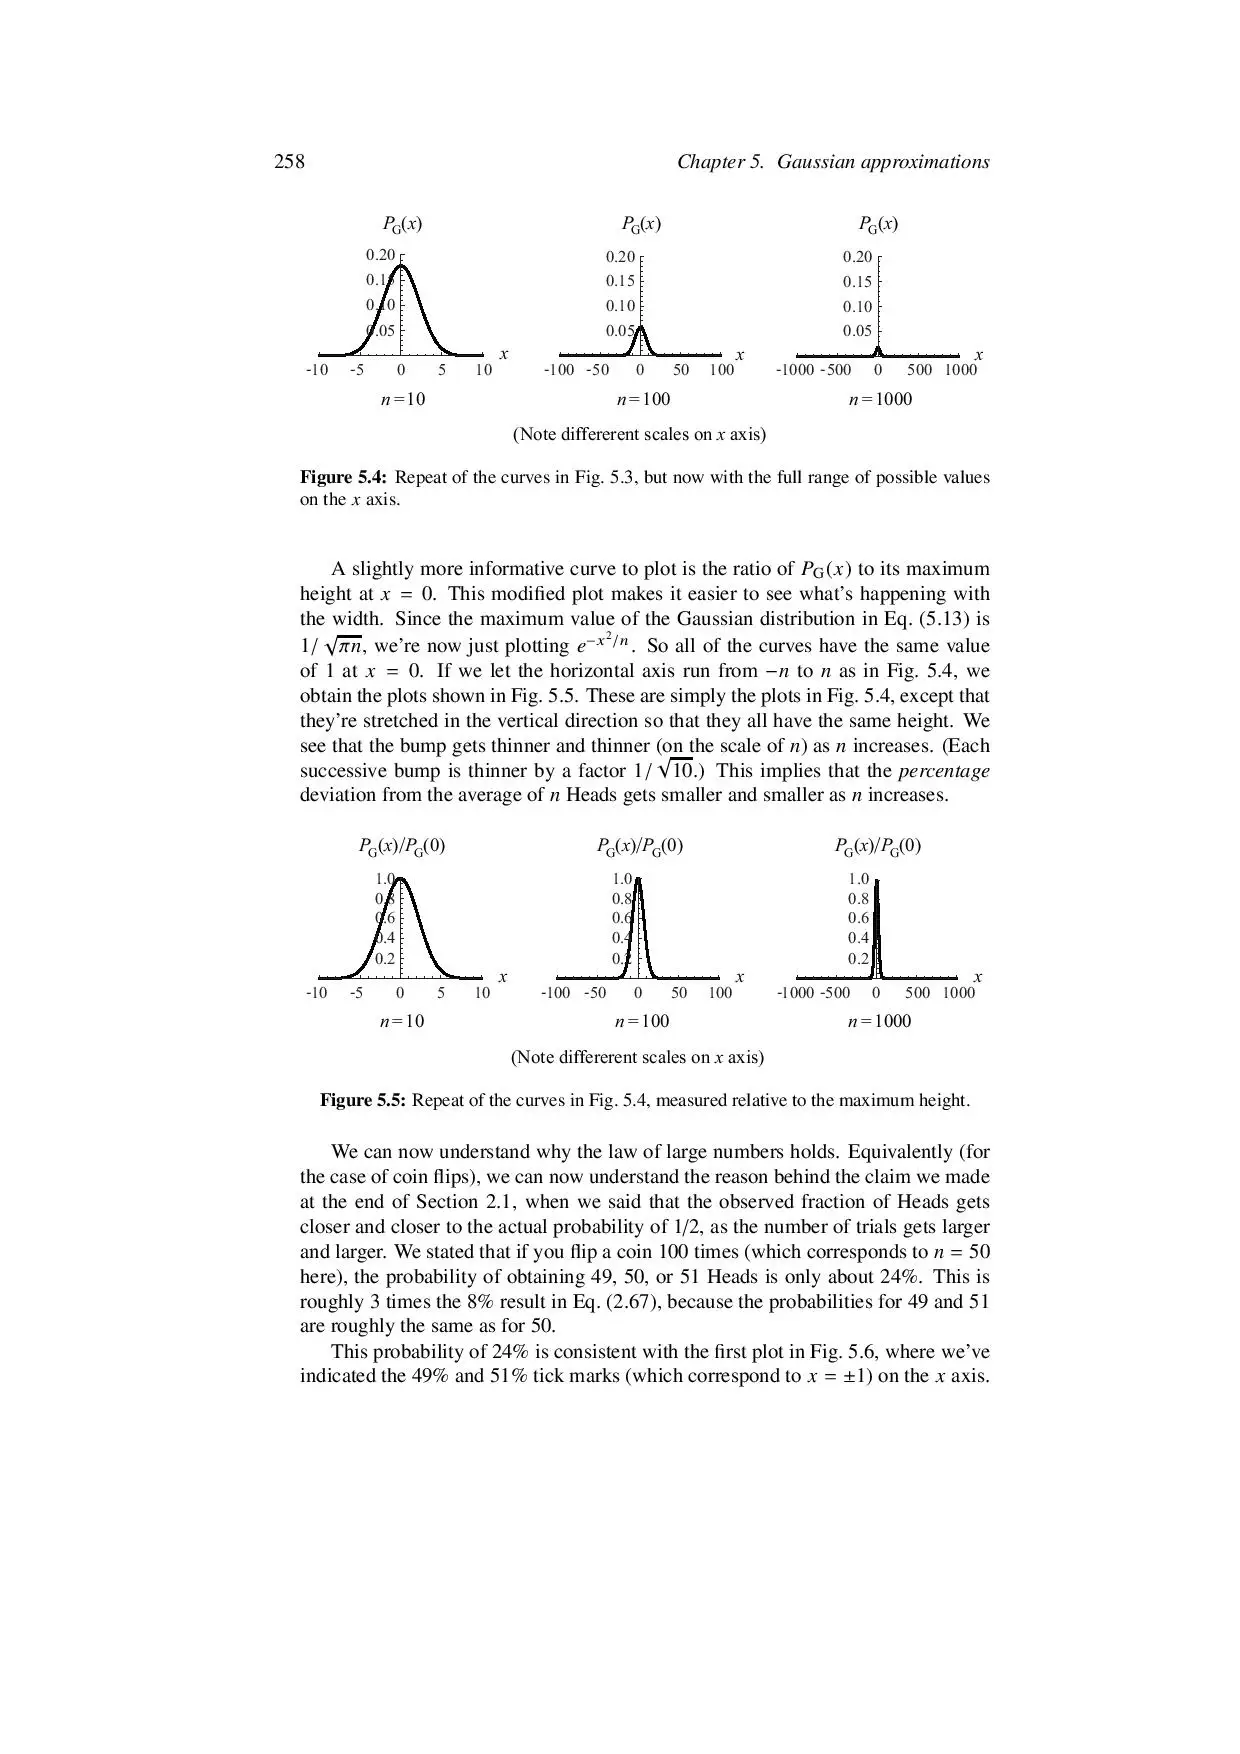 258 Chapter 5. Gaussian approximations
P_G(x) P_G(x) P_G(x)
0.20 0.20 0.20
0.15 0.15 0.15
0.10 0.10 0.10
0.05 0.05 0.05
x x x
-10 -5 0 5 10 -100 -50 0 50 100 -1000 -500 0 500 1000
n=10 n=100 n=1000
(Note differerent scales on x axis)
Figure 5.4: Repeat of the curves in Fig. 5.3, but now with the full range of possible values
on the x axis.
A slightly more informative curve to plot is the ratio of P_G(x) to its maximum
height at x = 0. This modified plot makes it easier to see what's happening with
the width. Since the maximum value of the Gaussian distribution in Eq. (5.13) is
1/√πn, we're now just plotting e^{−x²/n}. So all of the curves have the same value
of 1 at x = 0. If we let the horizontal axis run from −n to n as in Fig. 5.4, we
obtain the plots shown in Fig. 5.5. These are simply the plots in Fig. 5.4, except that
they're stretched in the vertical direction so that they all have the same height. We
see that the bump gets thinner and thinner (on the scale of n) as n increases. (Each
successive bump is thinner by a factor 1/√10.) This implies that the percentage
deviation from the average of n Heads gets smaller and smaller as n increases.
P_G(x)/P_G(0) P_G(x)/P_G(0) P_G(x)/P_G(0)
1.0 1.0 1.0
0.8 0.8 0.8
0.6 0.6 0.6
0.4 0.4 0.4
0.2 0.2 0.2
x x x
-10 -5 0 5 10 -100 -50 0 50 100 -1000 -500 0 500 1000
n=10 n=100 n=1000
(Note differerent scales on x axis)
Figure 5.5: Repeat of the curves in Fig. 5.4, measured relative to the maximum height.
We can now understand why the law of large numbers holds. Equivalently (for
the case of coin flips), we can now understand the reason behind the claim we made
at the end of Section 2.1, when we said that the observed fraction of Heads gets
closer and closer to the actual probability of 1/2, as the number of trials gets larger
and larger. We stated that if you flip a coin 100 times (which corresponds to n = 50
here), the probability of obtaining 49, 50, or 51 Heads is only about 24%. This is
roughly 3 times the 8% result in Eq. (2.67), because the probabilities for 49 and 51
are roughly the same as for 50.
This probability of 24% is consistent with the first plot in Fig. 5.6, where we've
indicated the 49% and 51% tick marks (which correspond to x = ±1) on the x axis.